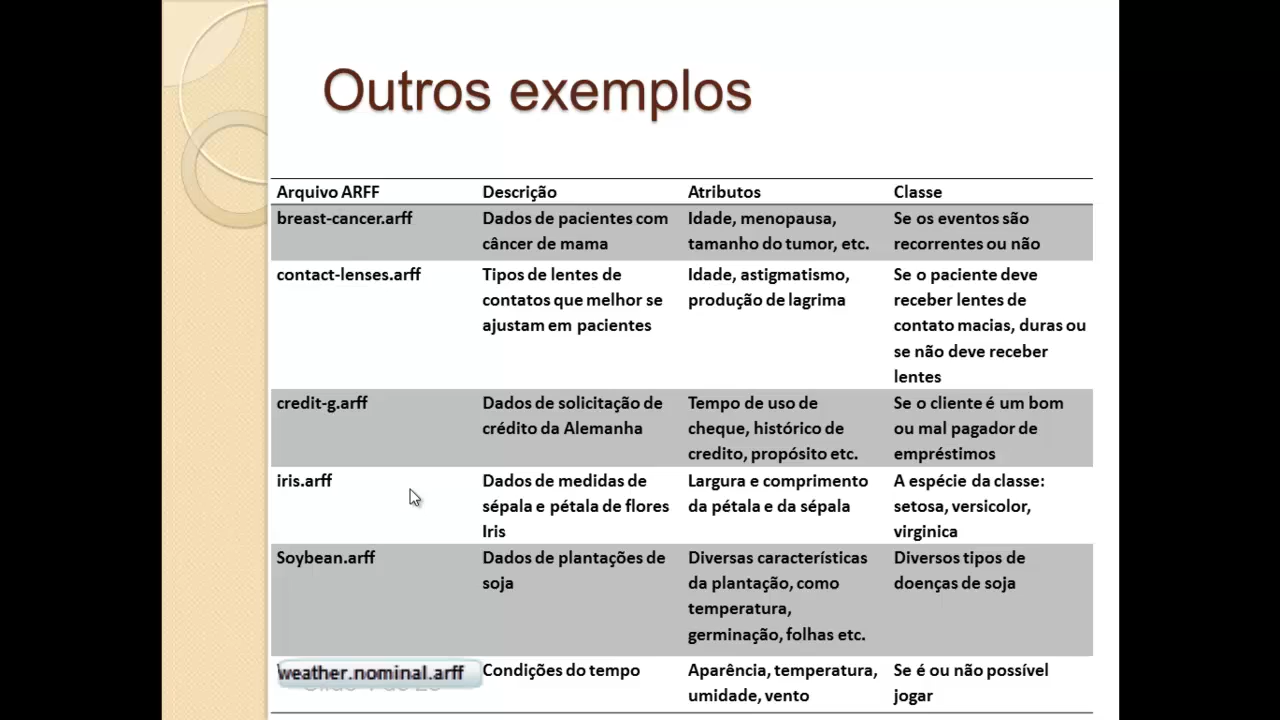 Outros exemplos
Arquivo ARFF Descrição Atributos Classe
breast-cancer.arff Dados de pacientes com Idade, menopausa, Se os eventos são
câncer de mama tamanho do tumor, etc. recorrentes ou não
contact-lenses.arff Tipos de lentes de Idade, astigmatismo, Se o paciente deve
contatos que melhor se produção de lagrima receber lentes de
ajustam em pacientes contato macias, duras ou
se não deve receber
lentes
credit-g.arff Dados de solicitação de Tempo de uso de Se o cliente é um bom
crédito da Alemanha cheque, histórico de ou mal pagador de
credito, propósito etc. empréstimos
iris.arff Dados de medidas de Largura e comprimento A espécie da classe:
sépala e pétala de flores da pétala e da sépala setosa, versicolor,
Iris virginica
Soybean.arff Dados de plantações de Diversas características Diversos tipos de
soja da plantação, como doenças de soja
temperatura,
germinação, folhas etc.
weather.nominal.arff Condições do tempo Aparência, temperatura, Se é ou não possível
umidade, vento jogar